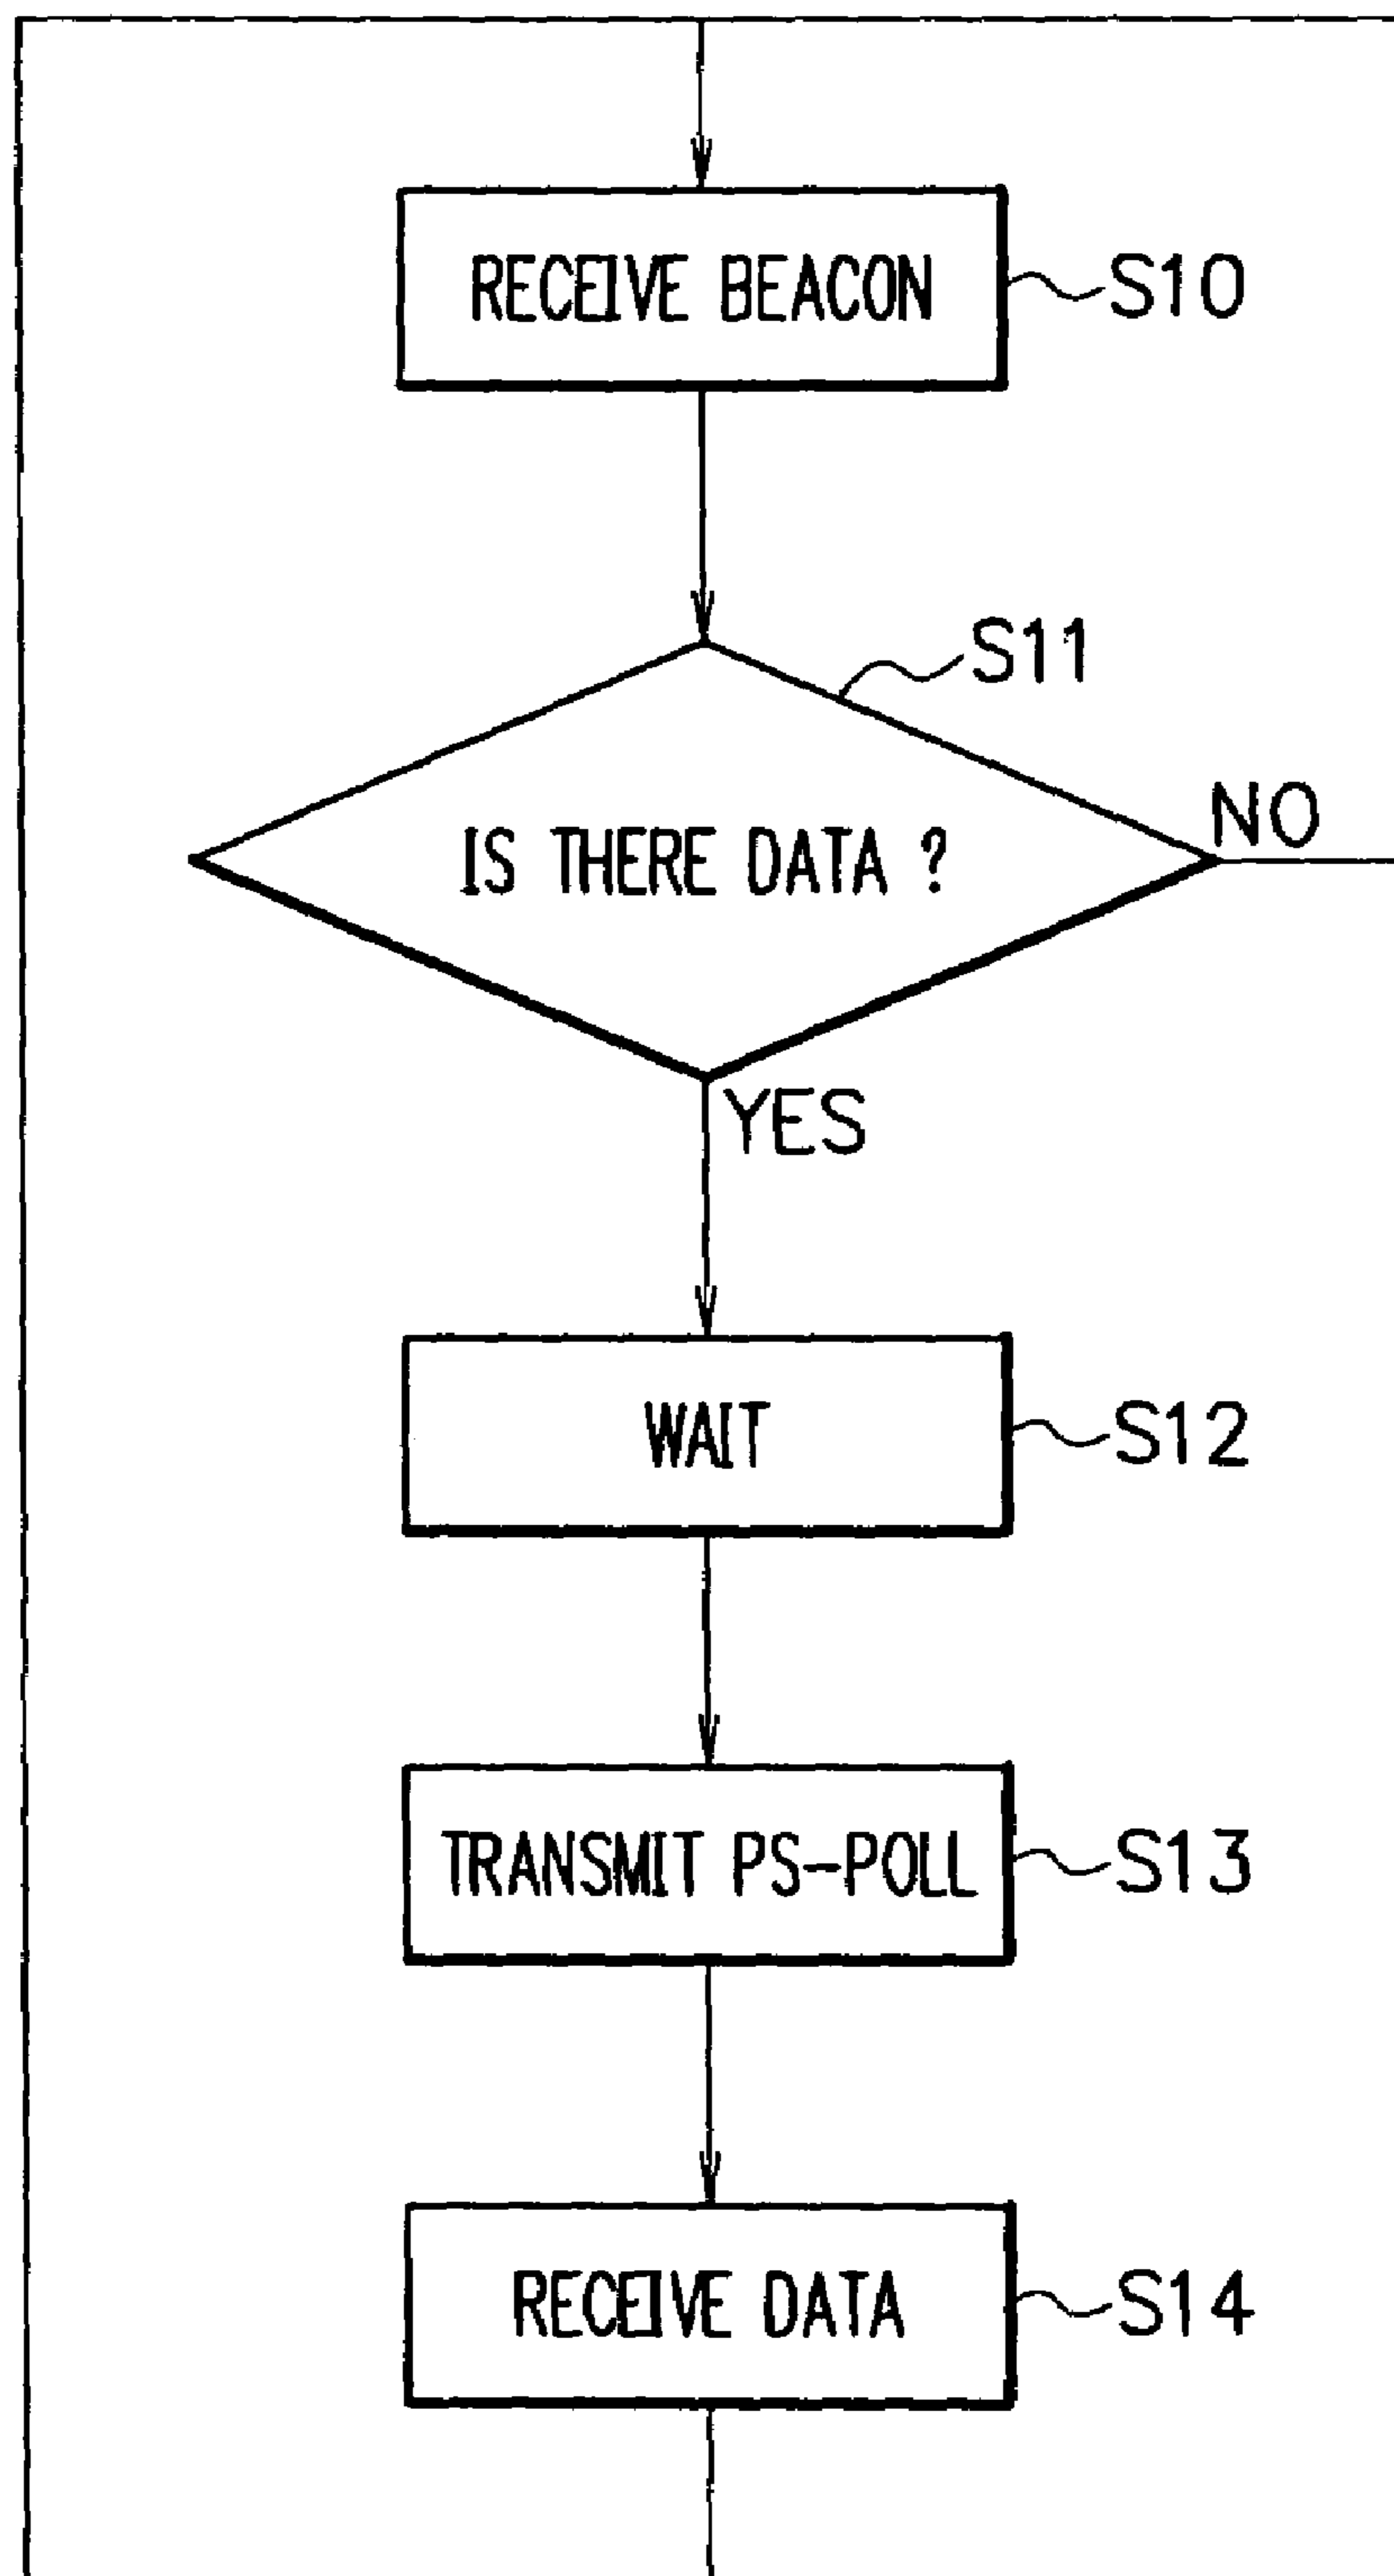 RECEIVE BEACON
S10
S11
IS THERE DATA ?
NO
YES
WAIT
S12
TRANSMIT PS-POLL
S13
RECEIVE DATA
S14